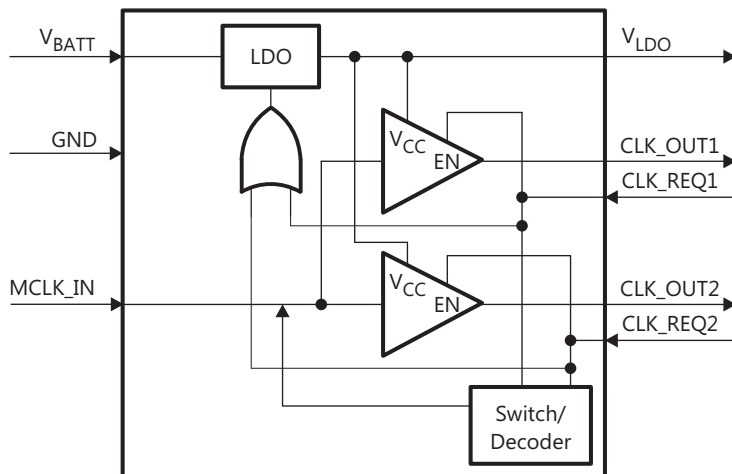 V_BATT
LDO
V_LDO
GND
V_CC
EN
CLK_OUT1
CLK_REQ1
MCLK_IN
V_CC
EN
CLK_OUT2
CLK_REQ2
Switch/
Decoder